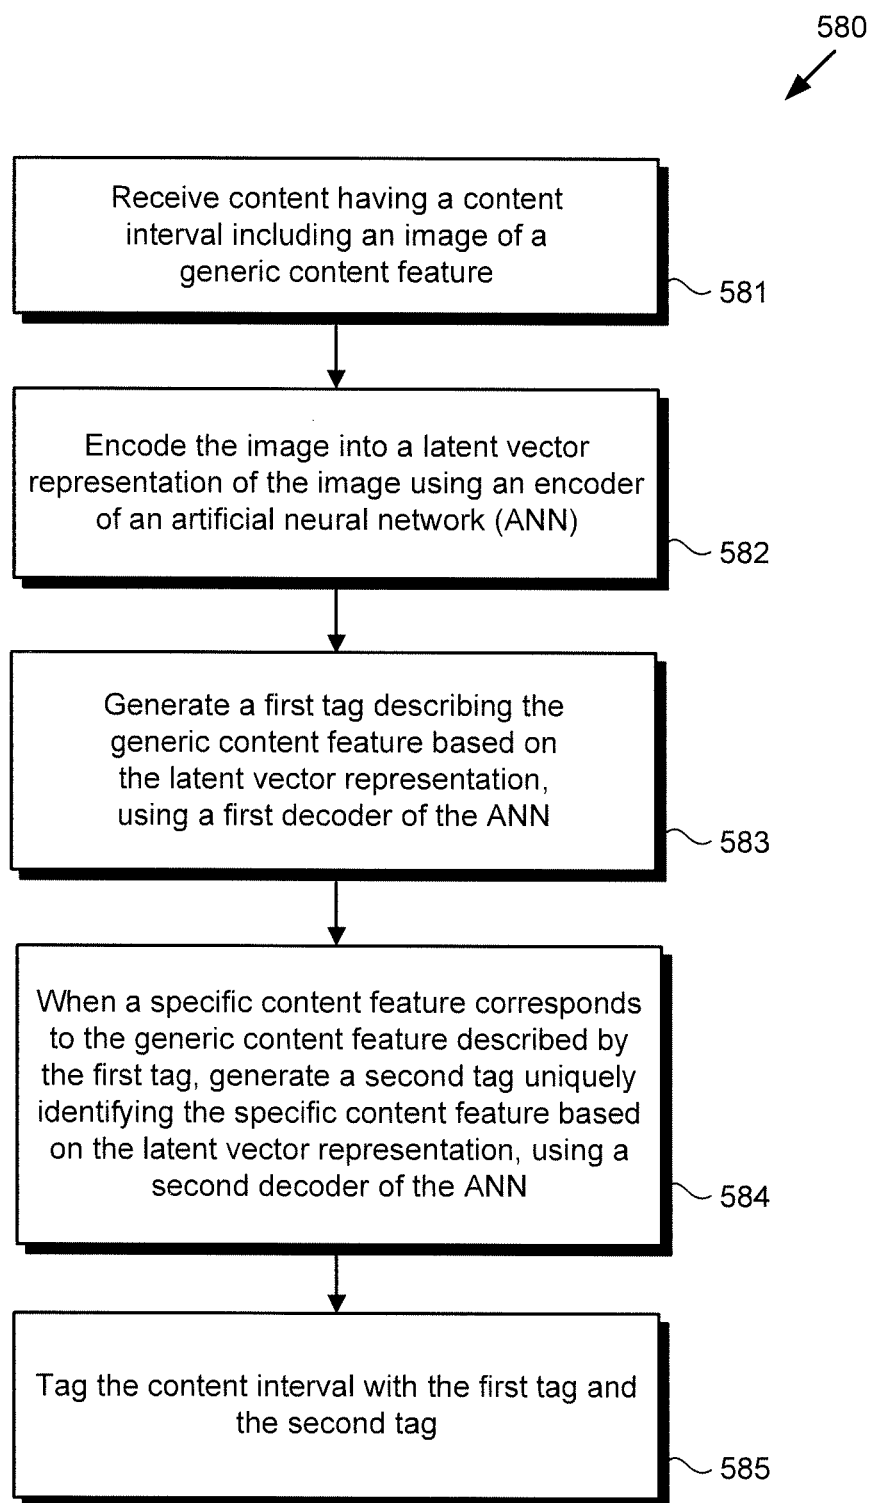 580
Receive content having a content
interval including an image of a
generic content feature
581
Encode the image into a latent vector
representation of the image using an encoder
of an artificial neural network (ANN)
582
Generate a first tag describing the
generic content feature based on
the latent vector representation,
using a first decoder of the ANN
583
When a specific content feature corresponds
to the generic content feature described by
the first tag, generate a second tag uniquely
identifying the specific content feature based
on the latent vector representation, using a
second decoder of the ANN
584
Tag the content interval with the first tag and
the second tag
585